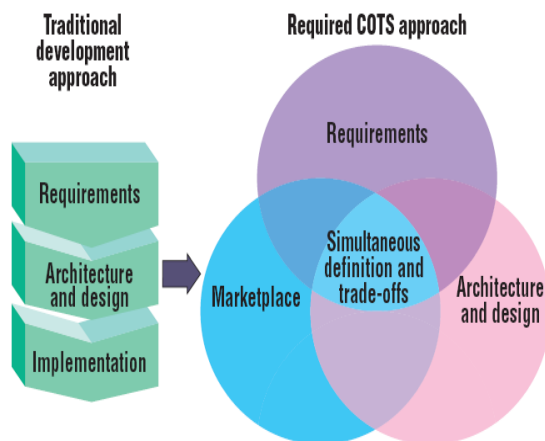 Traditional
development
approach
Requirements
Architecture
and design
Implementation
Required COTS approach
Requirements
Simultaneous
definition and
trade-offs
Marketplace
Architecture
and design